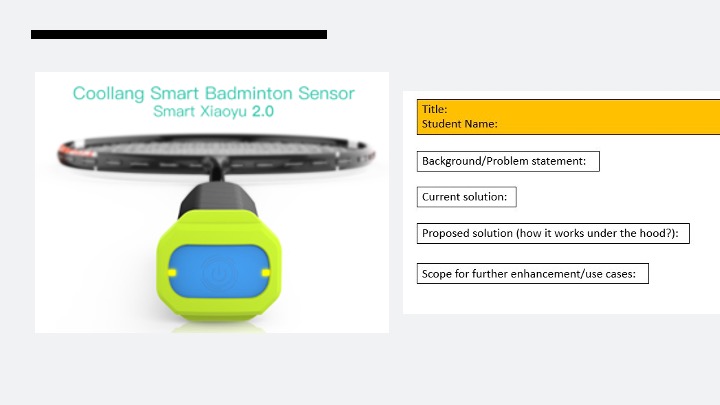 Coollang Smart Badminton Sensor
Smart Xiaoyu 2.0
Title:
Student Name:
Background/Problem statement:
Current solution:
Proposed solution (how it works under the hood?):
Scope for further enhancement/use cases: